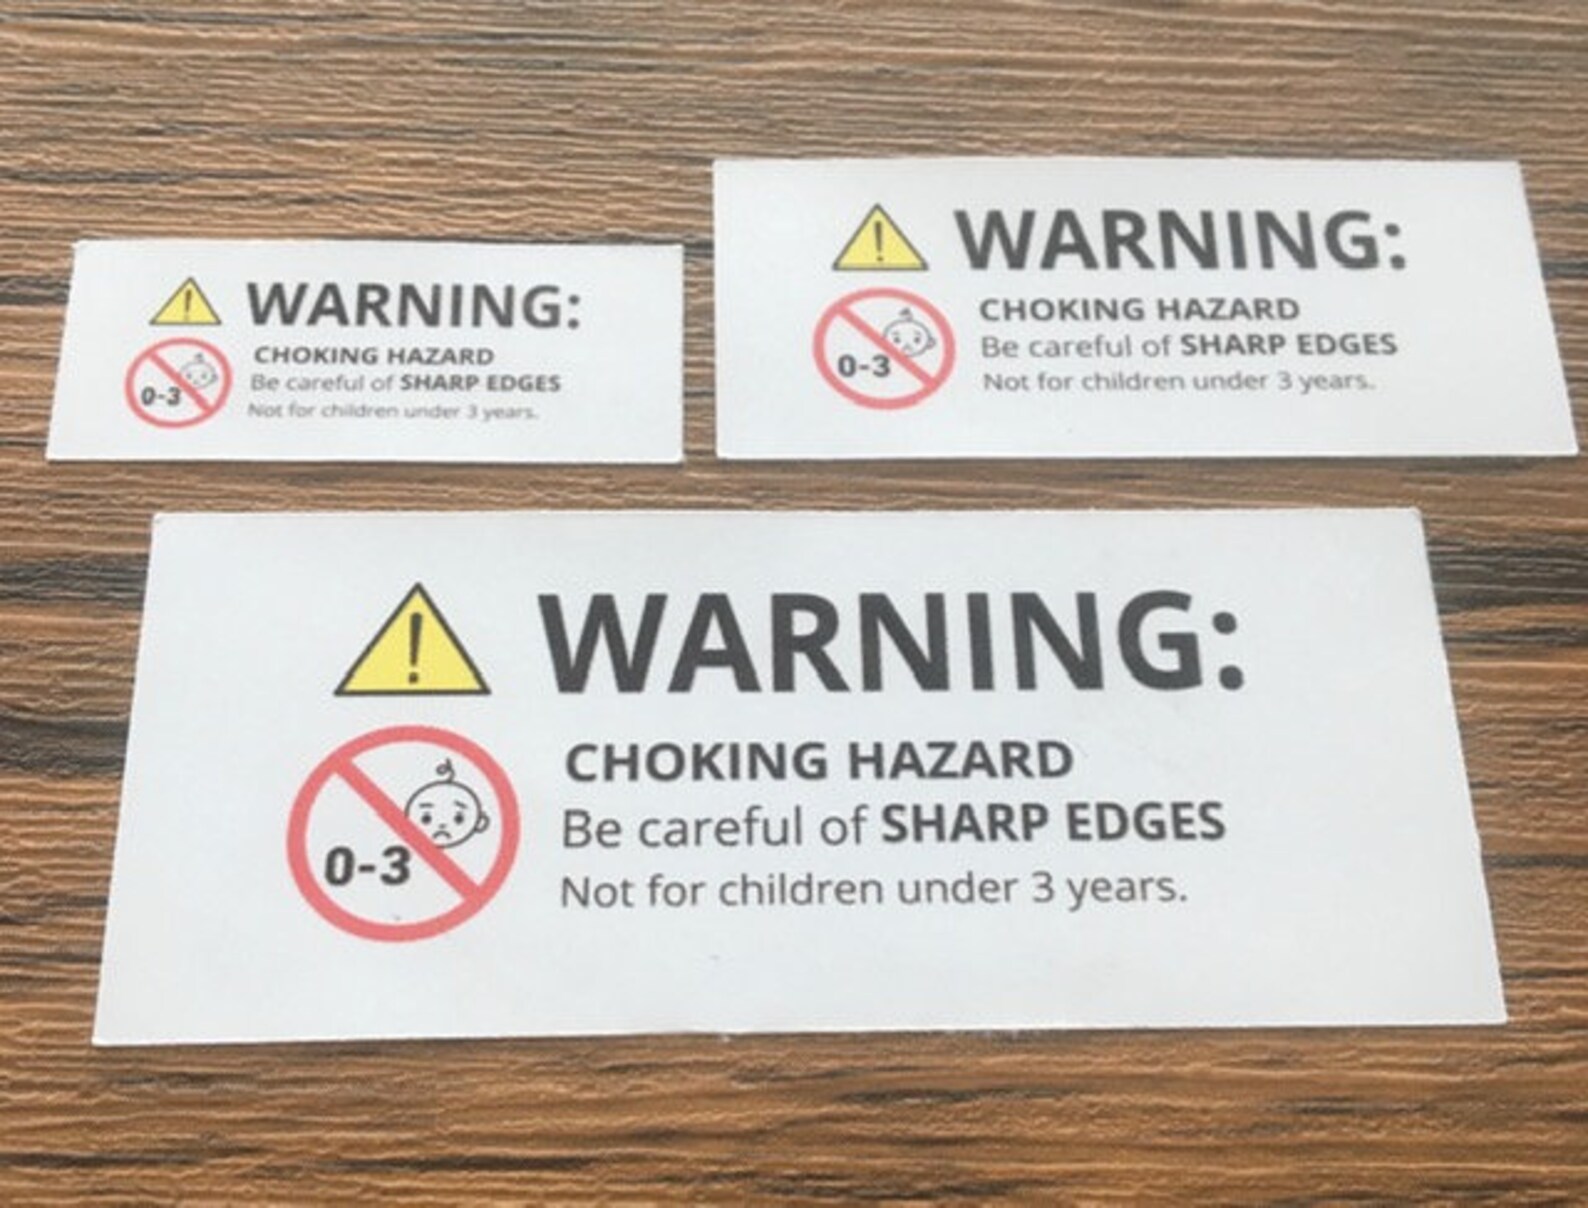 WARNING:
CHOKING HAZARD
0-3
Be careful of SHARP EDGES
Not for children under 3 years.
WARNING:
CHOKING HAZARD
Be careful of SHARP EDGES
0-3
Not for children under 3 years.
WARNING:
CHOKING HAZARD
Be careful of SHARP EDGES
0-3
Not for children under 3 years.